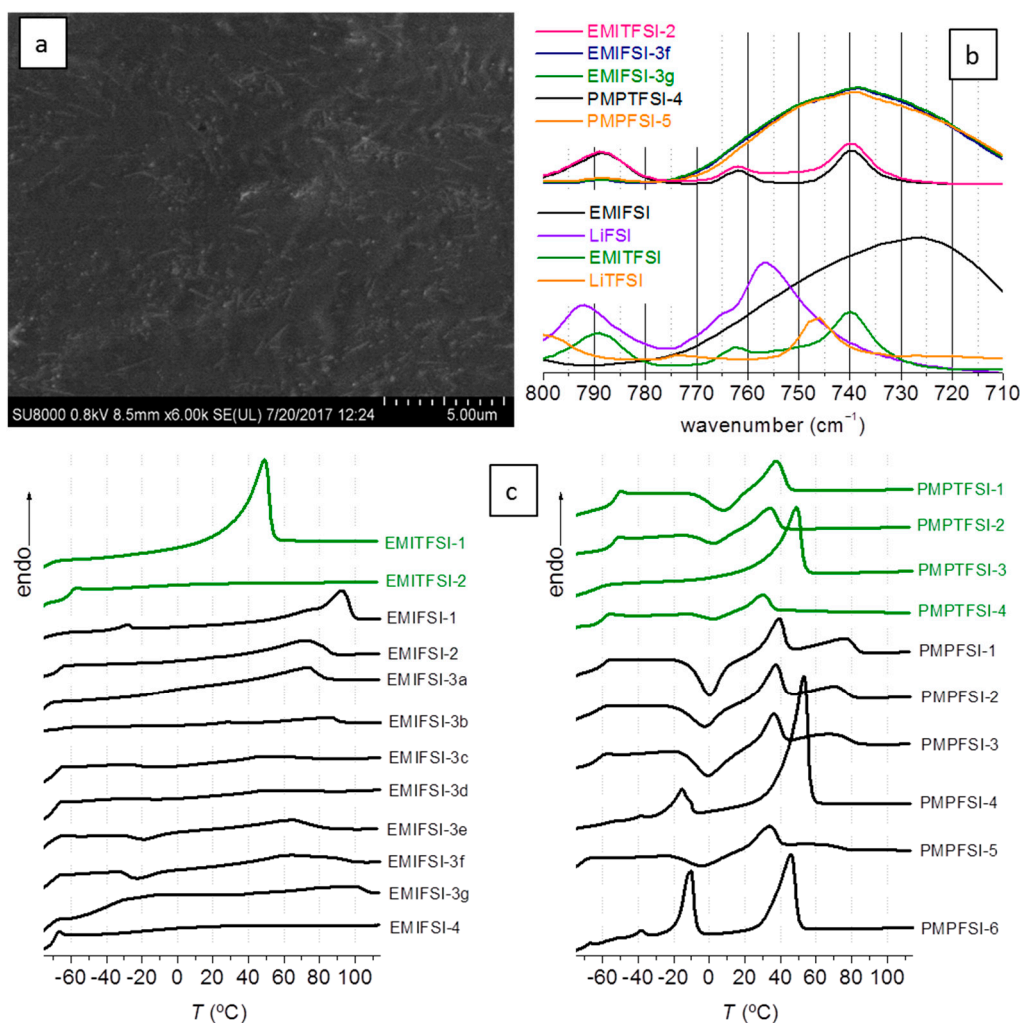 a
SU8000 0.8kV 8.5mm x6.00k SE(UL) 7/20/2017 12:24
5.00um
b
EMITFSI-2
EMIFSI-3f
EMIFSI-3g
PMPTFSI-4
PMPFSI-5
EMIFSI
LiFSI
EMITFSI
LiTFSI
800 790 780 770 760 750 740 730 720 710
wavenumber (cm⁻¹)
c
endo
EMITFSI-1
EMITFSI-2
EMIFSI-1
EMIFSI-2
EMIFSI-3a
EMIFSI-3b
EMIFSI-3c
EMIFSI-3d
EMIFSI-3e
EMIFSI-3f
EMIFSI-3g
EMIFSI-4
-60 -40 -20 0 20 40 60 80 100
T (ºC)
endo
PMPTFSI-1
PMPTFSI-2
PMPTFSI-3
PMPTFSI-4
PMPFSI-1
PMPFSI-2
PMPFSI-3
PMPFSI-4
PMPFSI-5
PMPFSI-6
-60 -40 -20 0 20 40 60 80 100
T (ºC)